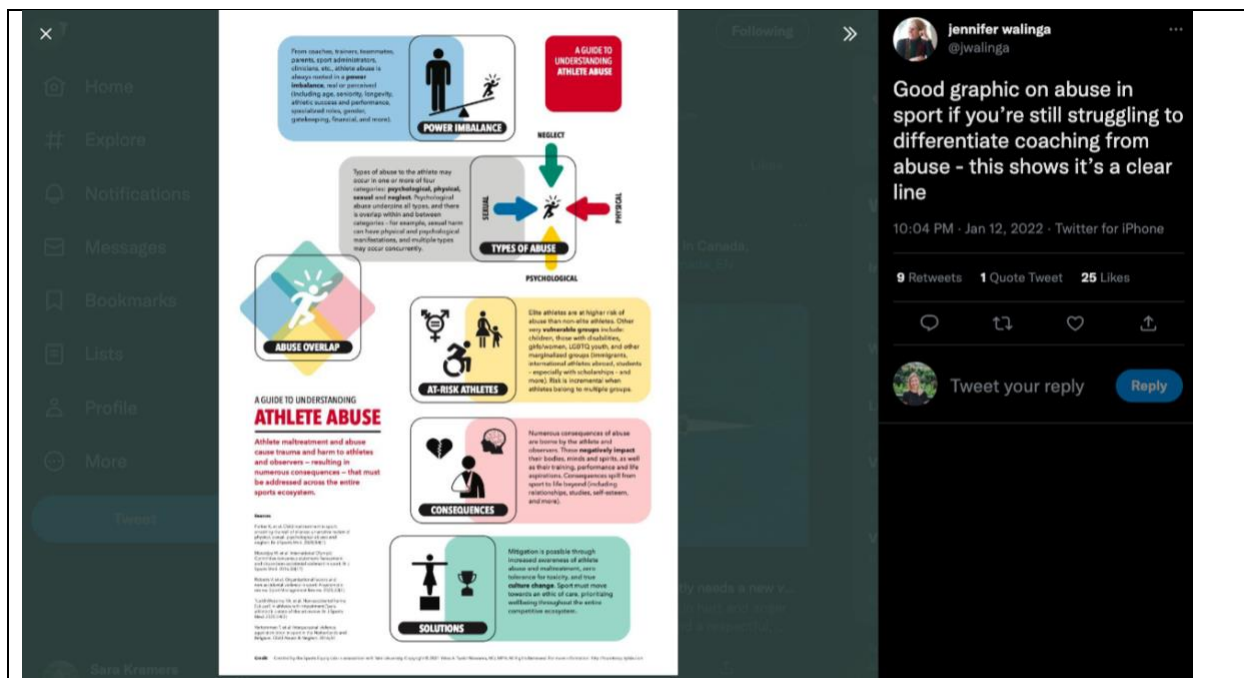 Home
Explore
Notifications
Messages
Bookmarks
Lists
Profile
More
Tweet
Sara Kramers
Following
Likes
in Canada.
From coaches, trainers, teammates,
parents, sport administrators,
clinicians, etc., athlete abuse is
always rooted in a power
imbalance, real or perceived
(including age, seniority, longevity,
athletic success and performance,
specialized roles, gender,
gatekeeping, financial, and more).
POWER IMBALANCE
A GUIDE TO
UNDERSTANDING
ATHLETE ABUSE
Types of abuse to the athlete may
occur in one or more of four
categories: psychological, physical,
sexual and neglect. Psychological
abuse underpins all types, and there
is overlap within and between
categories – for example, sexual harm
can have physical and psychological
manifestations, and multiple types
may occur concurrently.
NEGLECT
SEXUAL
PHYSICAL
TYPES OF ABUSE
PSYCHOLOGICAL
ABUSE OVERLAP
AT-RISK ATHLETES
Elite athletes are at higher risk of
abuse than non-elite athletes. Other
very vulnerable groups include:
children, those with disabilities,
girls/women, LGBTQ youth, and other
marginalized groups (immigrants,
international athletes abroad, students
– especially with scholarships – and
more). Risk is incremental when
athletes belong to multiple groups.
A GUIDE TO UNDERSTANDING
ATHLETE ABUSE
Athlete maltreatment and abuse
cause trauma and harm to athletes
and observers – resulting in
numerous consequences – that must
be addressed across the entire
sports ecosystem.
CONSEQUENCES
Numerous consequences of abuse
are borne by the athlete and
observers. These negatively impact
their bodies, minds and spirits, as well
as their training, performance and life
aspirations. Consequences spill from
sport to life beyond (including
relationships, studies, self-esteem,
and more).
Sources
SOLUTIONS
Mitigation is possible through
increased awareness of athlete
abuse and maltreatment, zero
tolerance for toxicity, and true
culture change. Sport must move
towards an ethic of care, prioritizing
wellbeing throughout the entire
competitive ecosystem.
jennifer walinga
@jwalinga
Good graphic on abuse in
sport if you're still struggling to
differentiate coaching from
abuse - this shows it's a clear
line
10:04 PM · Jan 12, 2022 · Twitter for iPhone
9 Retweets 1 Quote Tweet 25 Likes
Tweet your reply
Reply